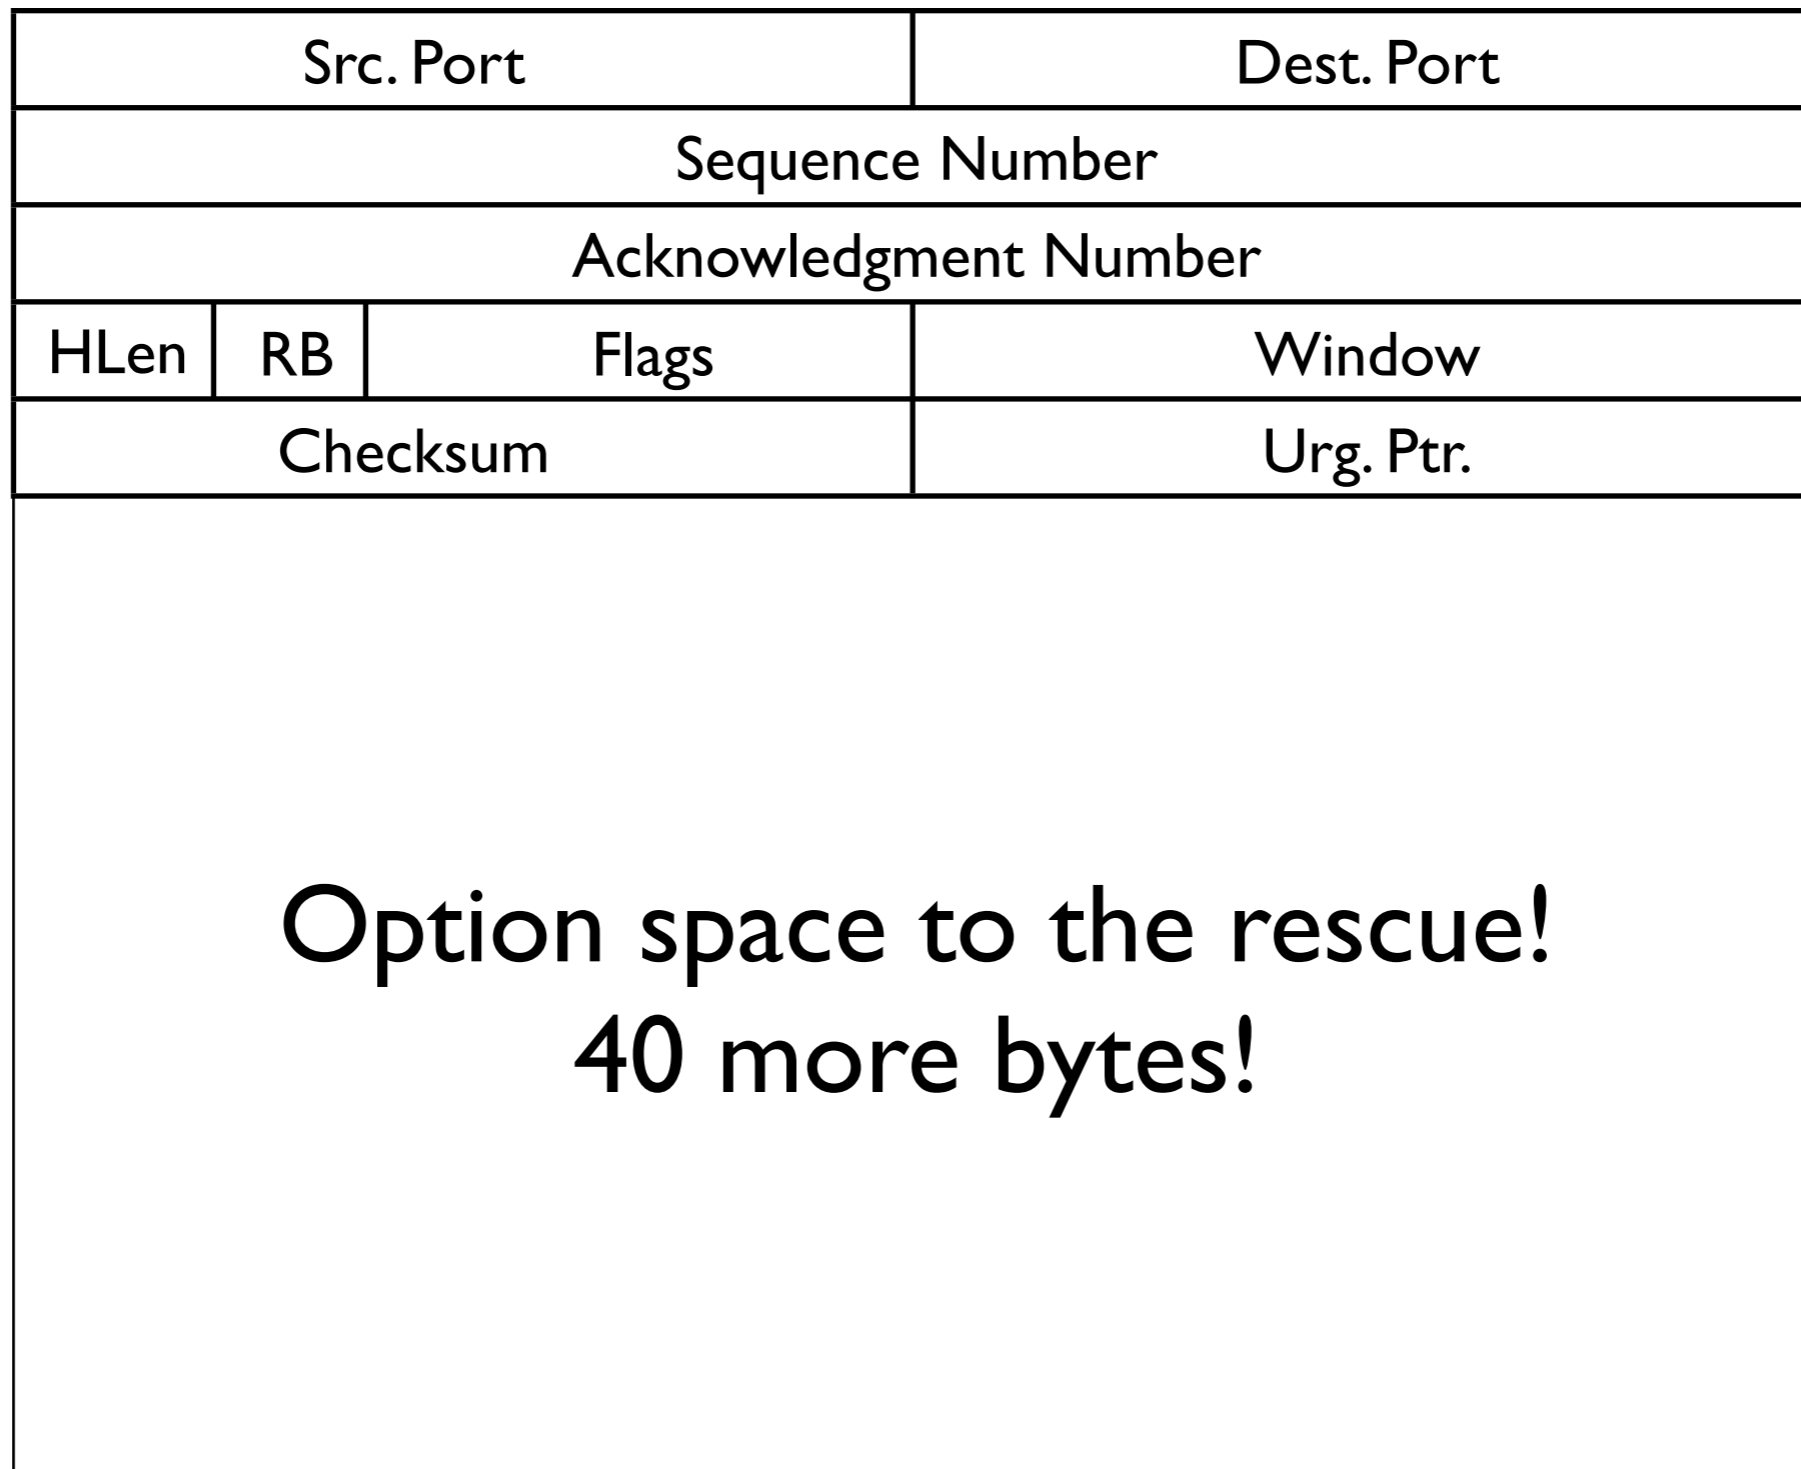 Src. Port Dest. Port
Sequence Number
Acknowledgment Number
HLen RB Flags Window
Checksum Urg. Ptr.
Option space to the rescue!
40 more bytes!